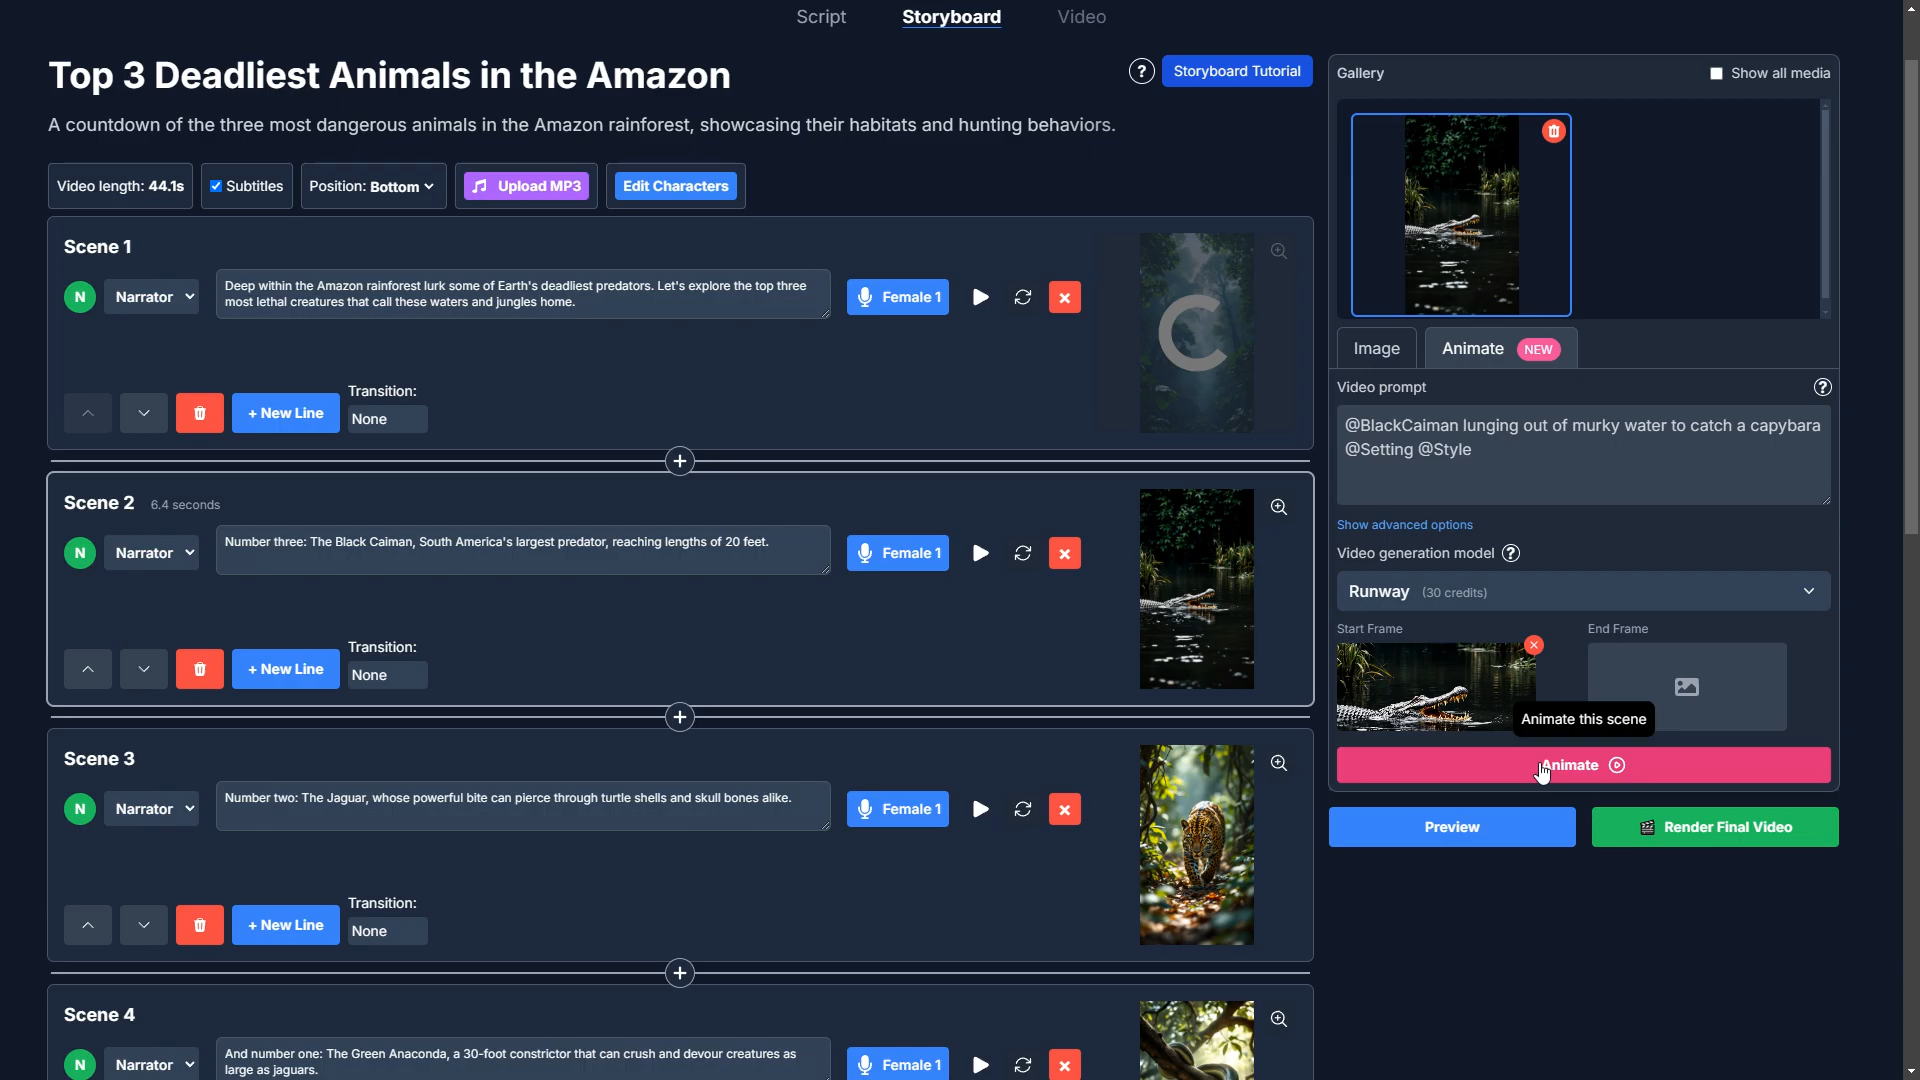 Script Storyboard Video
Top 3 Deadliest Animals in the Amazon
? Storyboard Tutorial
A countdown of the three most dangerous animals in the Amazon rainforest, showcasing their habitats and hunting behaviors.
Video length: 44.1s Subtitles Position: Bottom Upload MP3 Edit Characters
Scene 1
N Narrator
Deep within the Amazon rainforest lurk some of Earth's deadliest predators. Let's explore the top three
most lethal creatures that call these waters and jungles home.
Female 1
+ New Line
Transition:
None
Scene 2 6.4 seconds
N Narrator
Number three: The Black Caiman, South America's largest predator, reaching lengths of 20 feet.
Female 1
+ New Line
Transition:
None
Scene 3
N Narrator
Number two: The Jaguar, whose powerful bite can pierce through turtle shells and skull bones alike.
Female 1
+ New Line
Transition:
None
Scene 4
N Narrator
And number one: The Green Anaconda, a 30-foot constrictor that can crush and devour creatures as
large as jaguars.
Female 1
Gallery Show all media
Image Animate NEW
Video prompt ?
@BlackCaiman lunging out of murky water to catch a capybara
@Setting @Style
Show advanced options
Video generation model ?
Runway (30 credits)
Start Frame End Frame
Animate this scene
Animate
Preview Render Final Video